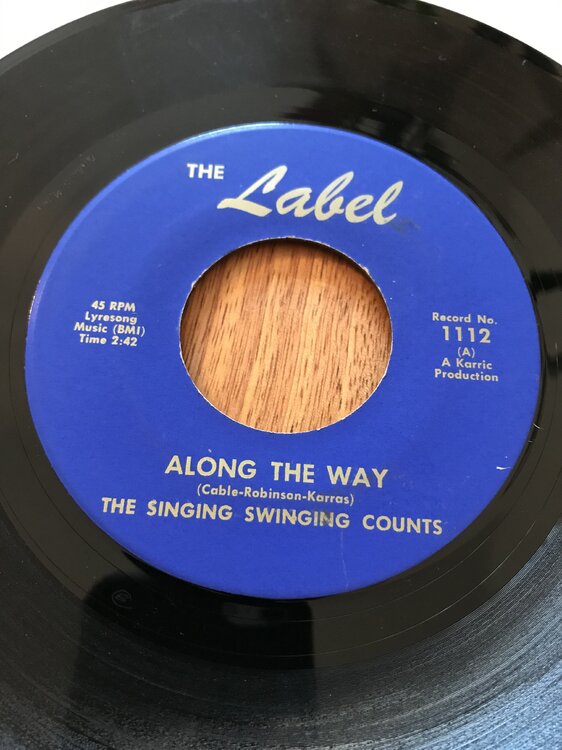 THE Label
45 RPM
Lyresong
Music (BMI)
Time 2:42
Record No.
1112
(A)
A Karric
Production
ALONG THE WAY
(Cable-Robinson-Karras)
THE SINGING SWINGING COUNTS